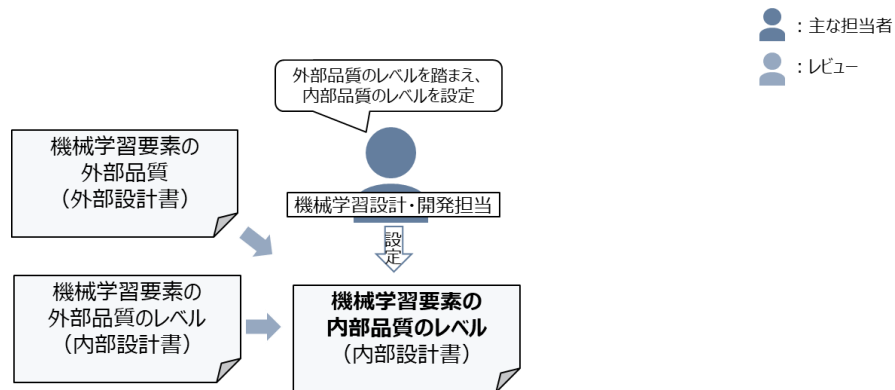 ：主な担当者
：レビュー
外部品質のレベルを踏まえ、
内部品質のレベルを設定
機械学習要素の
外部品質
（外部設計書）
機械学習設計・開発担当
設定
機械学習要素の
外部品質のレベル
（内部設計書）
機械学習要素の
内部品質のレベル
（内部設計書）